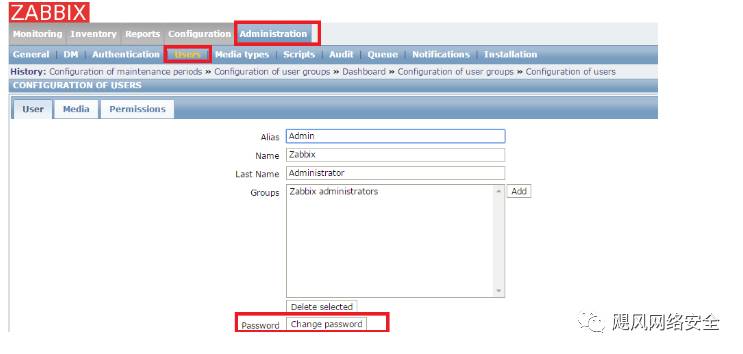 ZABBIX
Monitoring Inventory Reports Configuration Administration
General | DM | Authentication | Users | Media types | Scripts | Audit | Queue | Notifications | Installation
History: Configuration of maintenance periods » Configuration of user groups » Dashboard » Configuration of user groups » Configuration of users
CONFIGURATION OF USERS
User Media Permissions
Alias Admin
Name Zabbix
Last Name Administrator
Groups Zabbix administrators Add
Delete selected
Password Change password
飓风网络安全